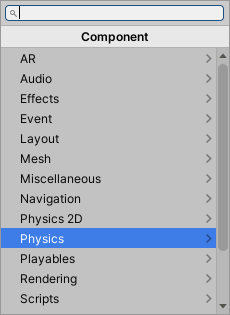 Component
AR
Audio
Effects
Event
Layout
Mesh
Miscellaneous
Navigation
Physics 2D
Physics
Playables
Rendering
Scripts